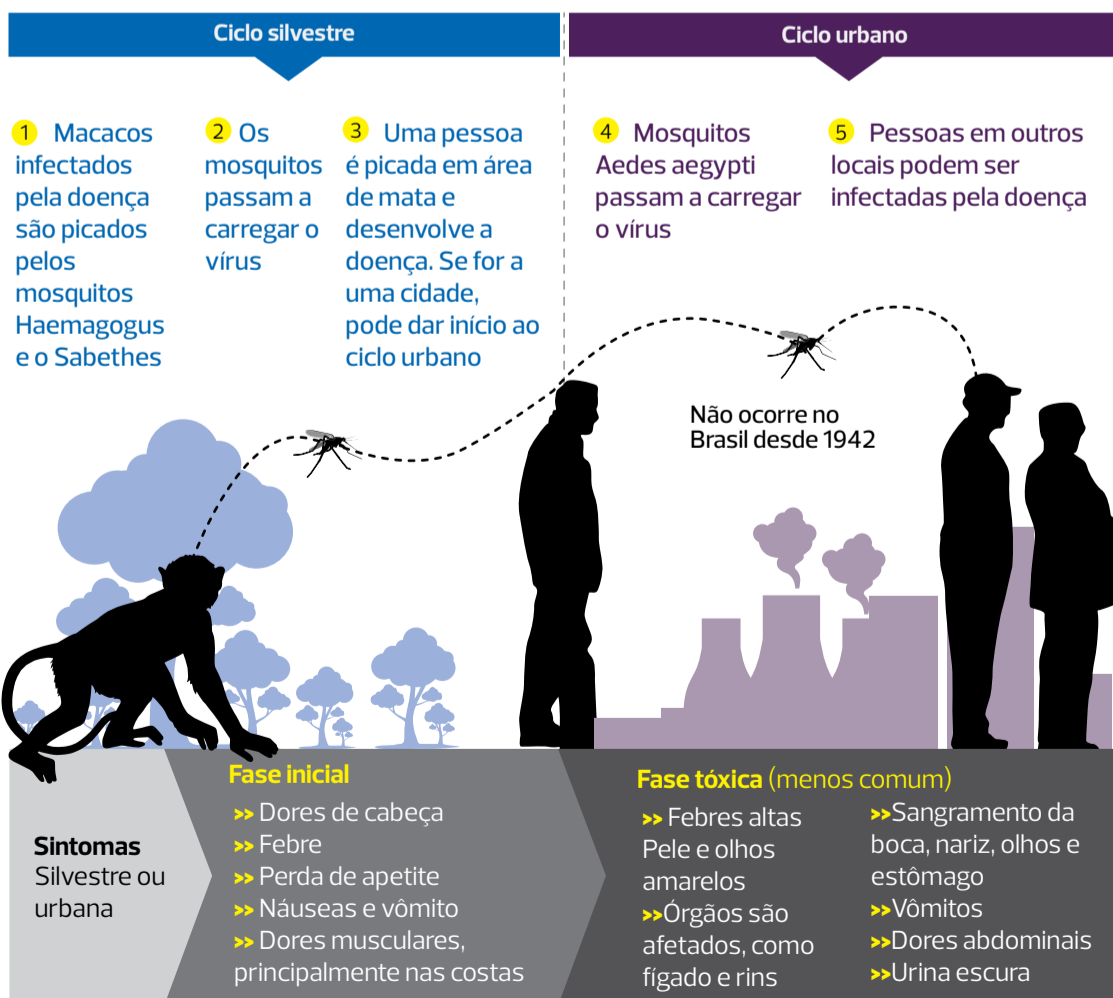 Ciclo silvestre
1 Macacos
infectados
pela doença
são picados
pelos
mosquitos
Haemagogus
e o Sabethes
2 Os
mosquitos
passam a
carregar o
vírus
3 Uma pessoa
é picada em área
de mata e
desenvolve a
doença. Se for a
uma cidade,
pode dar início ao
ciclo urbano
Ciclo urbano
4 Mosquitos
Aedes aegypti
passam a carregar
o vírus
5 Pessoas em outros
locais podem ser
infectadas pela doença
Não ocorre no
Brasil desde 1942
Sintomas
Silvestre ou
urbana
Fase inicial
>> Dores de cabeça
>> Febre
>> Perda de apetite
>> Náuseas e vômito
>> Dores musculares,
principalmente nas costas
Fase tóxica (menos comum)
>> Febres altas
Pele e olhos
amarelos
>>Órgãos são
afetados, como
fígado e rins
>>Sangramento da
boca, nariz, olhos e
estômago
>>Vômitos
>>Dores abdominais
>>Urina escura